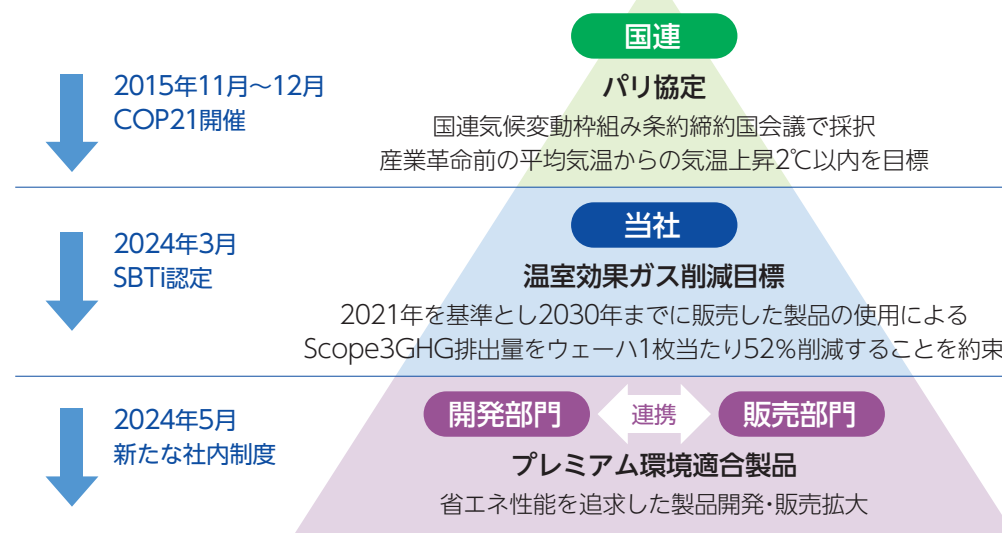 国連
2015年11月～12月
COP21開催
パリ協定
国連気候変動枠組み条約締約国会議で採択
産業革命前の平均気温からの気温上昇2℃以内を目標
2024年3月
SBTi認定
当社
温室効果ガス削減目標
2021年を基準とし2030年までに販売した製品の使用による
Scope3GHG排出量をウェーハ1枚当たり52%削減することを約束
2024年5月
新たな社内制度
開発部門
連携
販売部門
プレミアム環境適合製品
省エネ性能を追求した製品開発・販売拡大